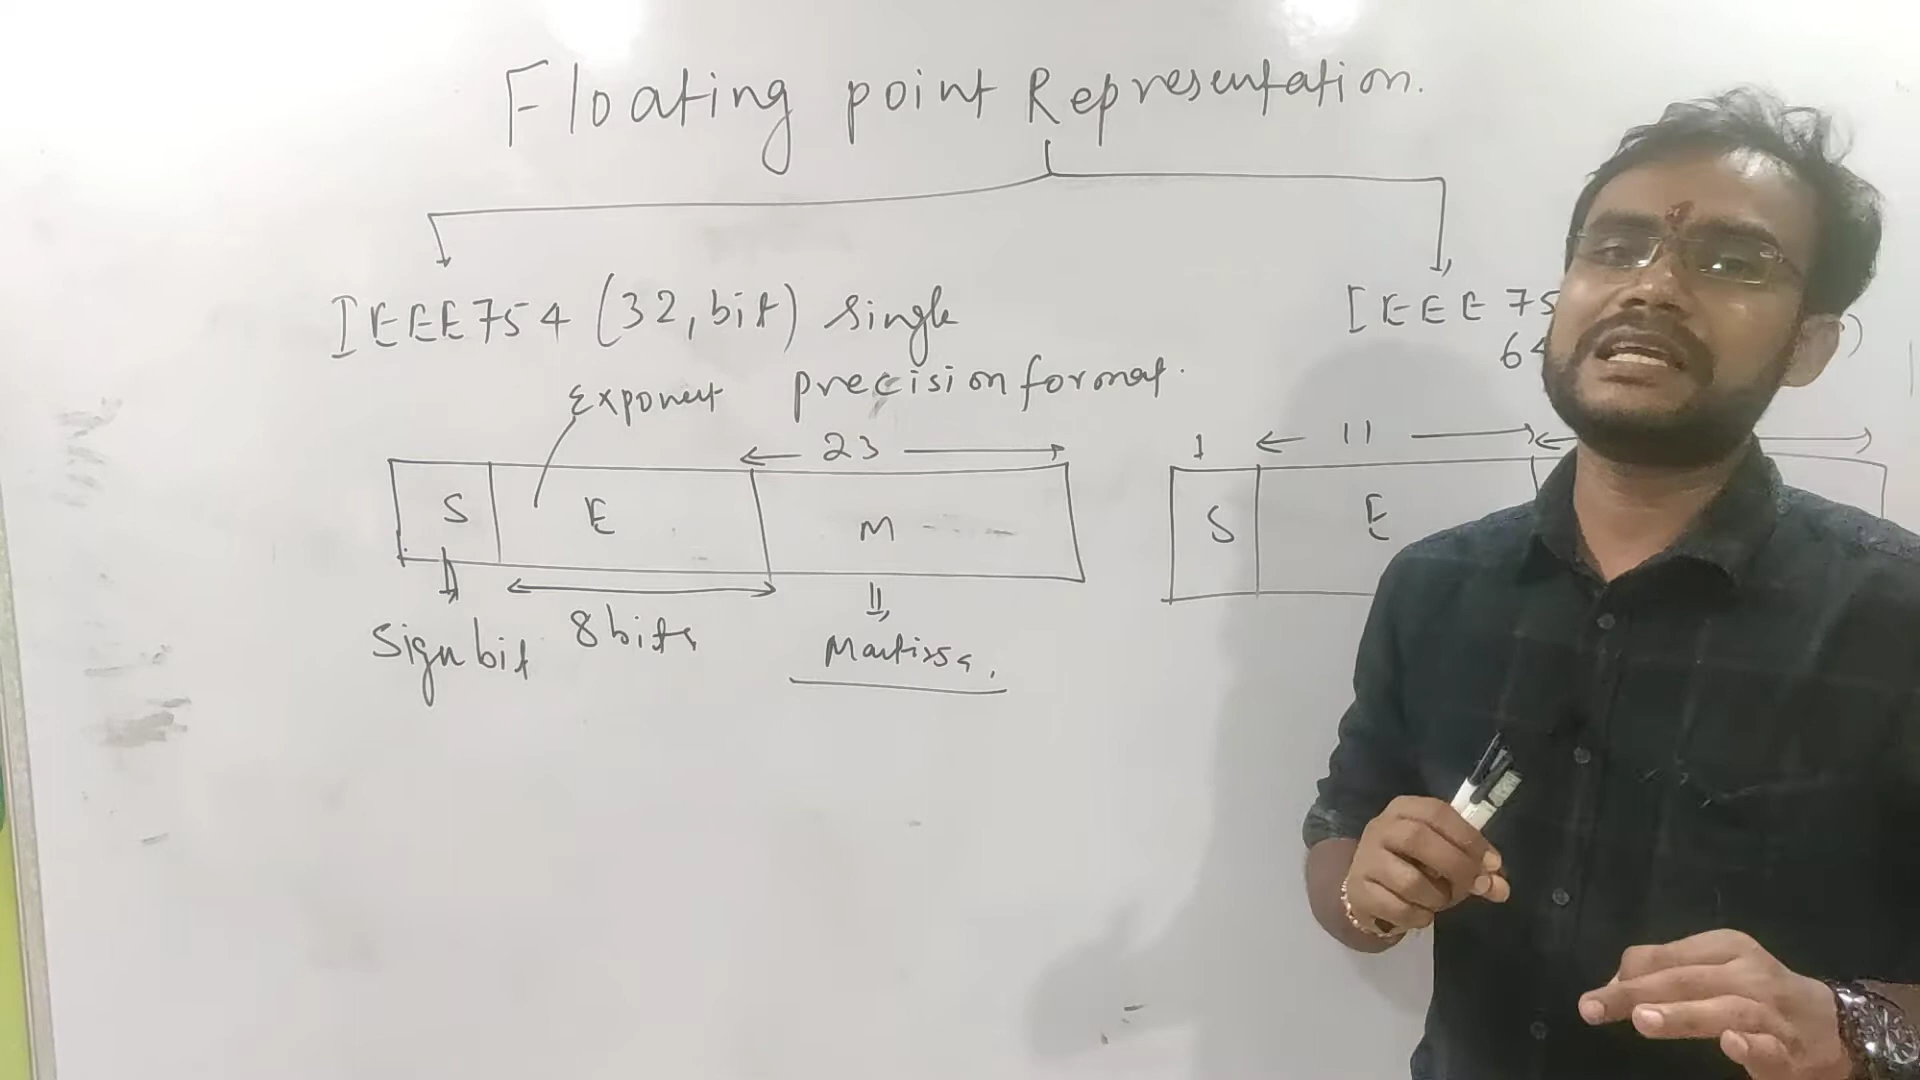 Floating point Representation.
IEEE754 (32, bit) single
precision format.
Exponent
23
S E M
Sign bit
8 bits
Mantissa.
IEEE 75
64
1 11
S E